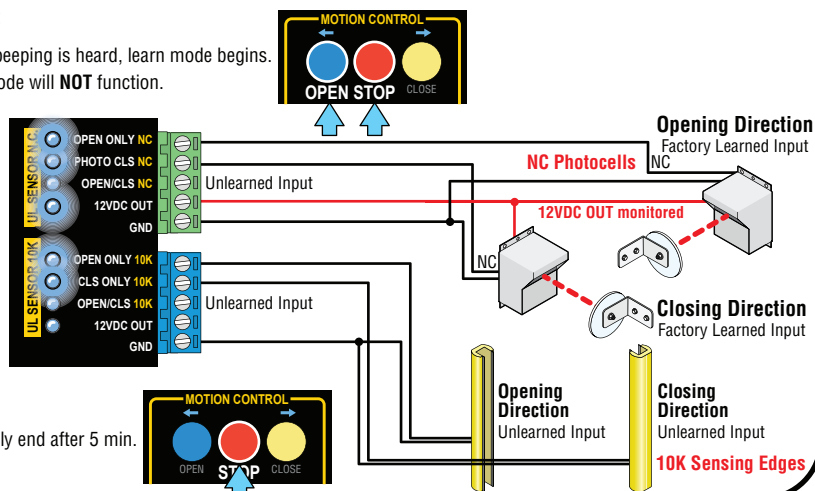 MOTION CONTROL
OPEN STOP CLOSE
peeping is heard, learn mode begins.
ode will NOT function.
UL SENSOR N.C.
OPEN ONLY NC
PHOTO CLS NC
OPEN/CLS NC
12VDC OUT
GND
Unlearned Input
NC Photocells
NC
Opening Direction
Factory Learned Input
12VDC OUT monitored
NC
Closing Direction
Factory Learned Input
UL SENSOR 10K
OPEN ONLY 10K
CLS ONLY 10K
OPEN/CLS 10K
12VDC OUT
GND
Unlearned Input
Opening
Direction
Unlearned Input
Closing
Direction
Unlearned Input
10K Sensing Edges
ly end after 5 min.
MOTION CONTROL
OPEN STOP CLOSE